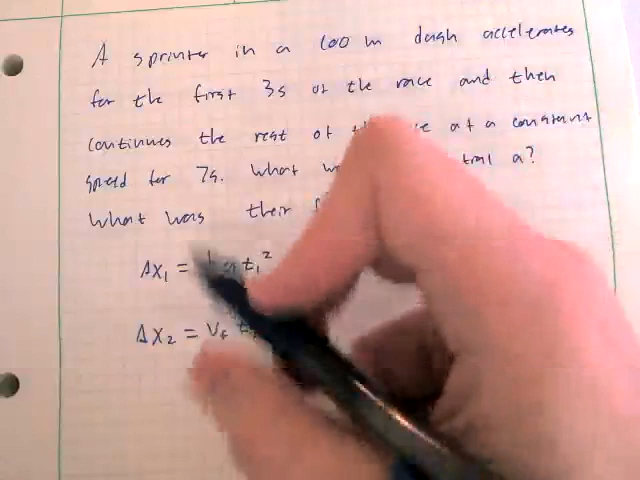 A sprinter in a 100 m dash accelerates
for the first 3s of the race and then
continues the rest of at a constant
speed for 7s. What a?
What was their
Δx₁ = t₁²
Δx₂ = V_f